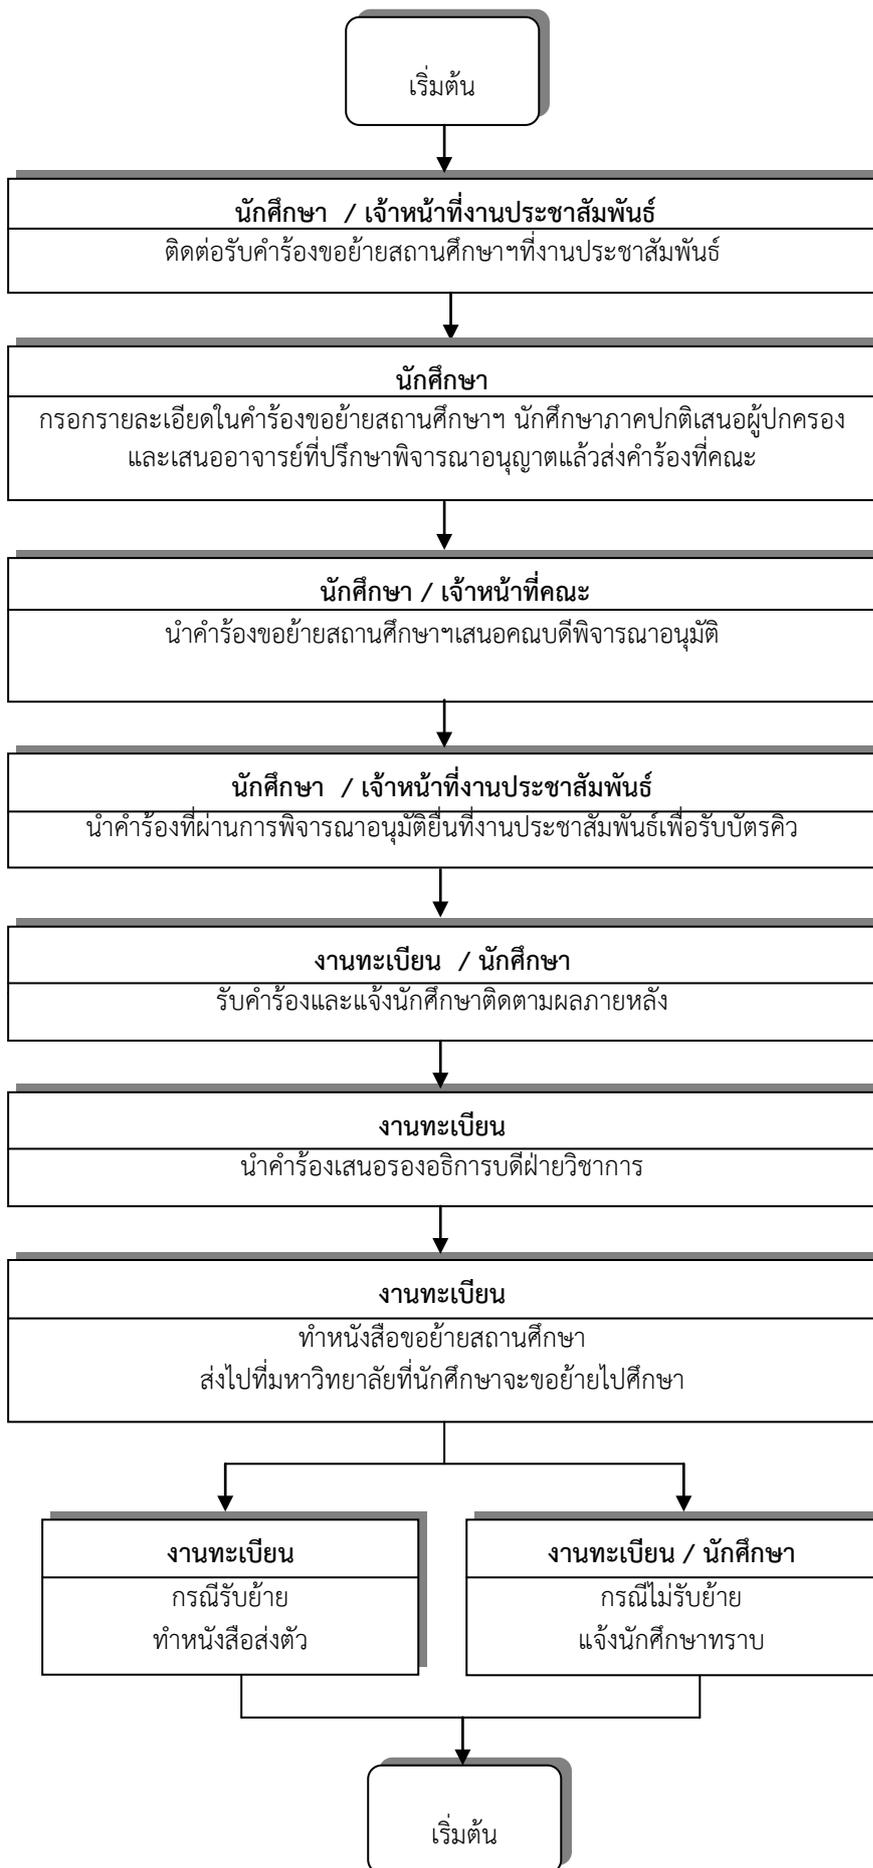 เริ่มต้น
นักศึกษา / เจ้าหน้าที่งานประชาสัมพันธ์
ติดต่อรับคำร้องขอย้ายสถานศึกษาฯที่งานประชาสัมพันธ์
นักศึกษา
กรอกรายละเอียดในคำร้องขอย้ายสถานศึกษาฯ นักศึกษาภาคปกติเสนอผู้ปกครอง
และเสนออาจารย์ที่ปรึกษาพิจารณาอนุญาตแล้วส่งคำร้องที่คณะ
นักศึกษา / เจ้าหน้าที่คณะ
นำคำร้องขอย้ายสถานศึกษาฯเสนอคณบดีพิจารณาอนุมัติ
นักศึกษา / เจ้าหน้าที่งานประชาสัมพันธ์
นำคำร้องที่ผ่านการพิจารณาอนุมัติยื่นที่งานประชาสัมพันธ์เพื่อรับบัตรคิว
งานทะเบียน / นักศึกษา
รับคำร้องและแจ้งนักศึกษาติดตามผลภายหลัง
งานทะเบียน
นำคำร้องเสนอรองอธิการบดีฝ่ายวิชาการ
งานทะเบียน
ทำหนังสือขอย้ายสถานศึกษา
ส่งไปที่มหาวิทยาลัยที่นักศึกษาจะขอย้ายไปศึกษา
งานทะเบียน
กรณีรับย้าย
ทำหนังสือส่งตัว
งานทะเบียน / นักศึกษา
กรณีไม่รับย้าย
แจ้งนักศึกษาทราบ
เริ่มต้น